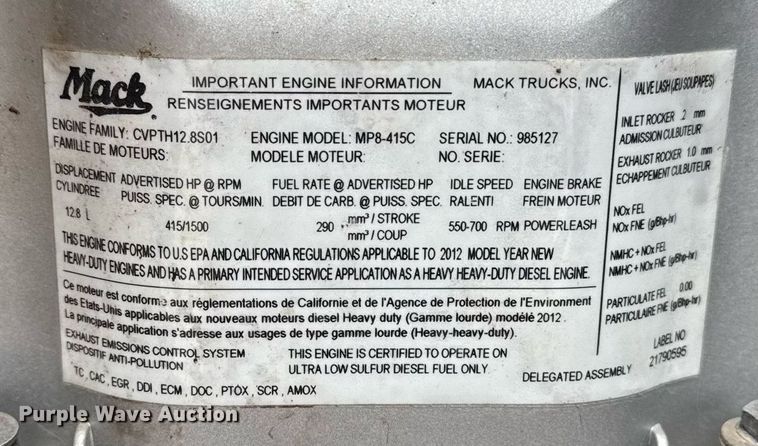 Mack
IMPORTANT ENGINE INFORMATION MACK TRUCKS, INC.
RENSEIGNEMENTS IMPORTANTS MOTEUR
ENGINE FAMILY: CVPTH12.8S01 ENGINE MODEL: MP8-415C SERIAL NO.: 985127
FAMILLE DE MOTEURS: MODELE MOTEUR: NO. SERIE:
DISPLACEMENT ADVERTISED HP @ RPM FUEL RATE @ ADVERTISED HP IDLE SPEED ENGINE BRAKE
CYLINDREE PUISS. SPEC. @ TOURS/MIN. DEBIT DE CARB. @ PUISS. SPEC. RALENTI FREIN MOTEUR
12.8 L 415/1500 290 mm³ / STROKE 550-700 RPM POWERLEASH
mm³ / COUP
THIS ENGINE CONFORMS TO U.S EPA AND CALIFORNIA REGULATIONS APPLICABLE TO 2012 MODEL YEAR NEW
HEAVY-DUTY ENGINES AND HAS A PRIMARY INTENDED SERVICE APPLICATION AS A HEAVY HEAVY-DUTY DIESEL ENGINE.
Ce moteur est conforme aux réglementations de Californie et de l'Agence de Protection de l'Environment
des Etats-Unis applicables aux nouveaux moteurs diesel Heavy duty (Gamme lourde) modélé 2012.
La principale application s'adresse aux usages de type gamme lourde (Heavy-heavy-duty).
EXHAUST EMISSIONS CONTROL SYSTEM THIS ENGINE IS CERTIFIED TO OPERATE ON
DISPOSITIF ANTI-POLLUTION ULTRA LOW SULFUR DIESEL FUEL ONLY.
TC, CAC, EGR, DDI, ECM, DOC, PTOX, SCR, AMOX
DELEGATED ASSEMBLY
VALVE LASH (JEU SOUPAPES)
INLET ROCKER .2 mm
ADMISSION CULBUTEUR
EXHAUST ROCKER 1.0 mm
ECHAPPEMENT CULBUTEUR
NOx FEL
NOx FNE (g/Bhp-hr)
NMHC + NOx FEL
NMHC + NOx FNE (g/Bhp-hr)
PARTICULATE FEL 0.00
PARTICULAIRE FNE (g/Bhp-hr)
LABEL NO
21790595
Purple Wave Auction